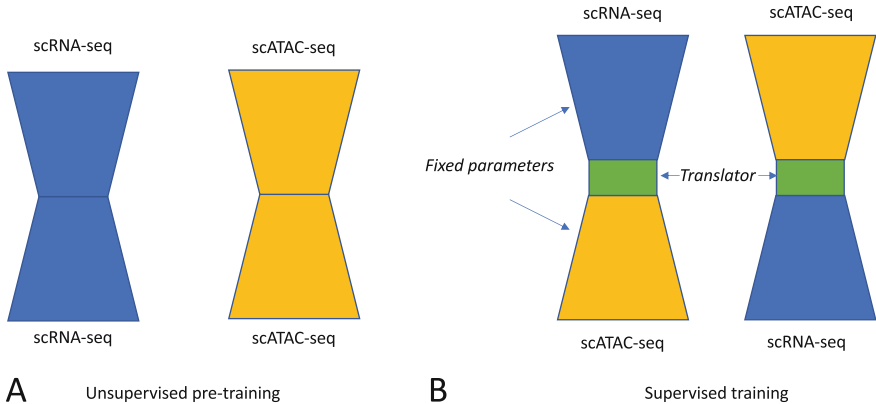 scRNA-seq
scATAC-seq
scRNA-seq
scATAC-seq
A
Unsupervised pre-training
scRNA-seq
scATAC-seq
Fixed parameters
Translator
scATAC-seq
scRNA-seq
B
Supervised training